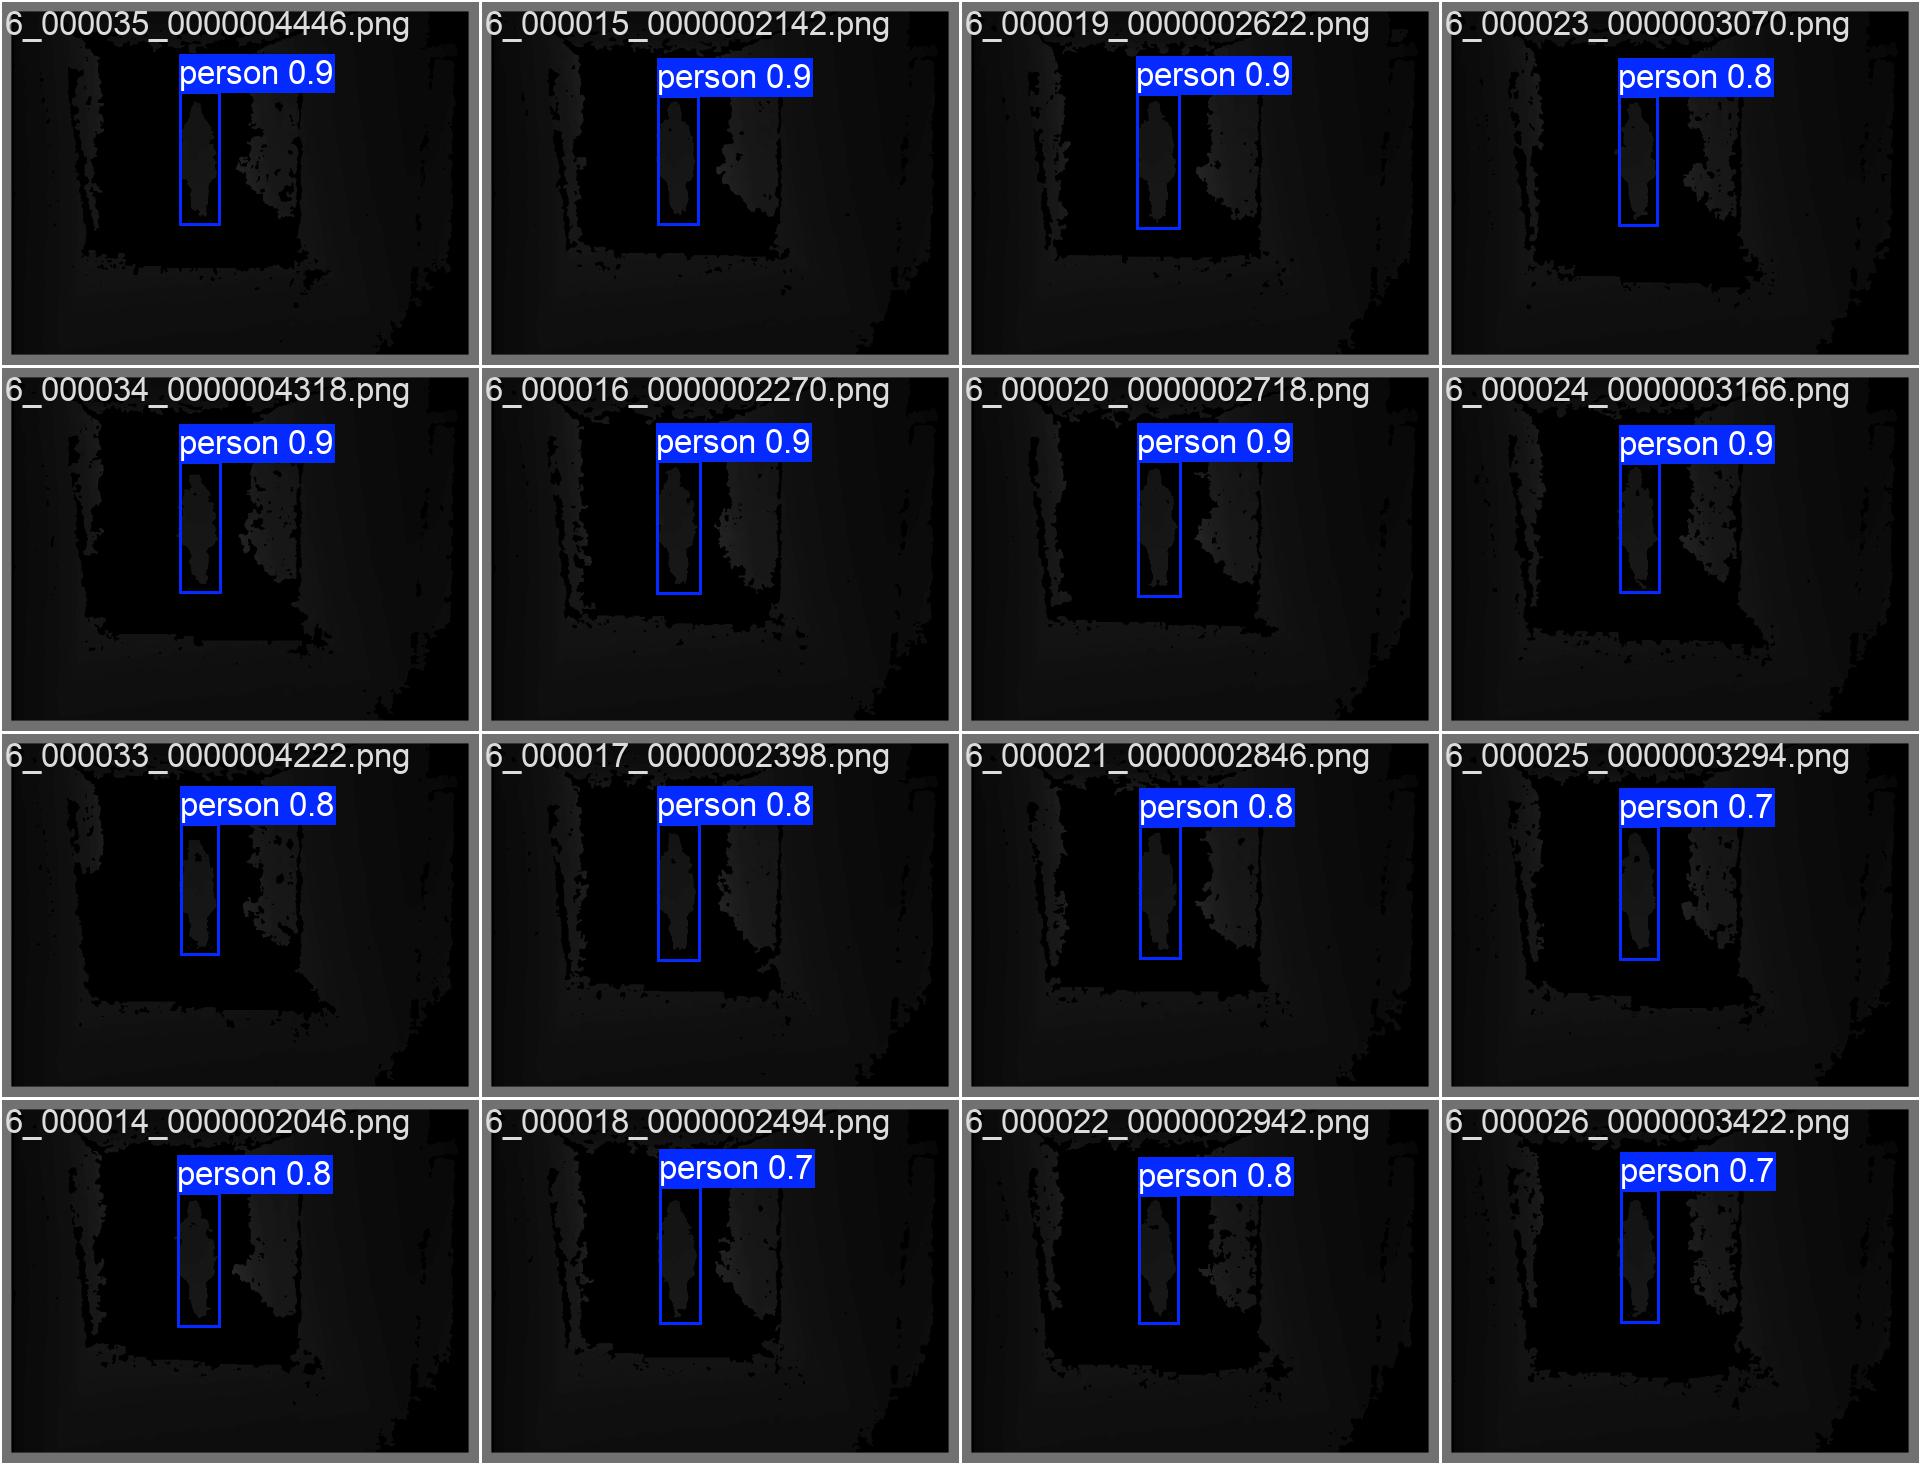 6_000035_0000004446.png
person 0.9
6_000015_0000002142.png
person 0.9
6_000019_0000002622.png
person 0.9
6_000023_0000003070.png
person 0.8
6_000034_0000004318.png
person 0.9
6_000016_0000002270.png
person 0.9
6_000020_0000002718.png
person 0.9
6_000024_0000003166.png
person 0.9
6_000033_0000004222.png
person 0.8
6_000017_0000002398.png
person 0.8
6_000021_0000002846.png
person 0.8
6_000025_0000003294.png
person 0.7
6_000014_0000002046.png
person 0.8
6_000018_0000002494.png
person 0.7
6_000022_0000002942.png
person 0.8
6_000026_0000003422.png
person 0.7